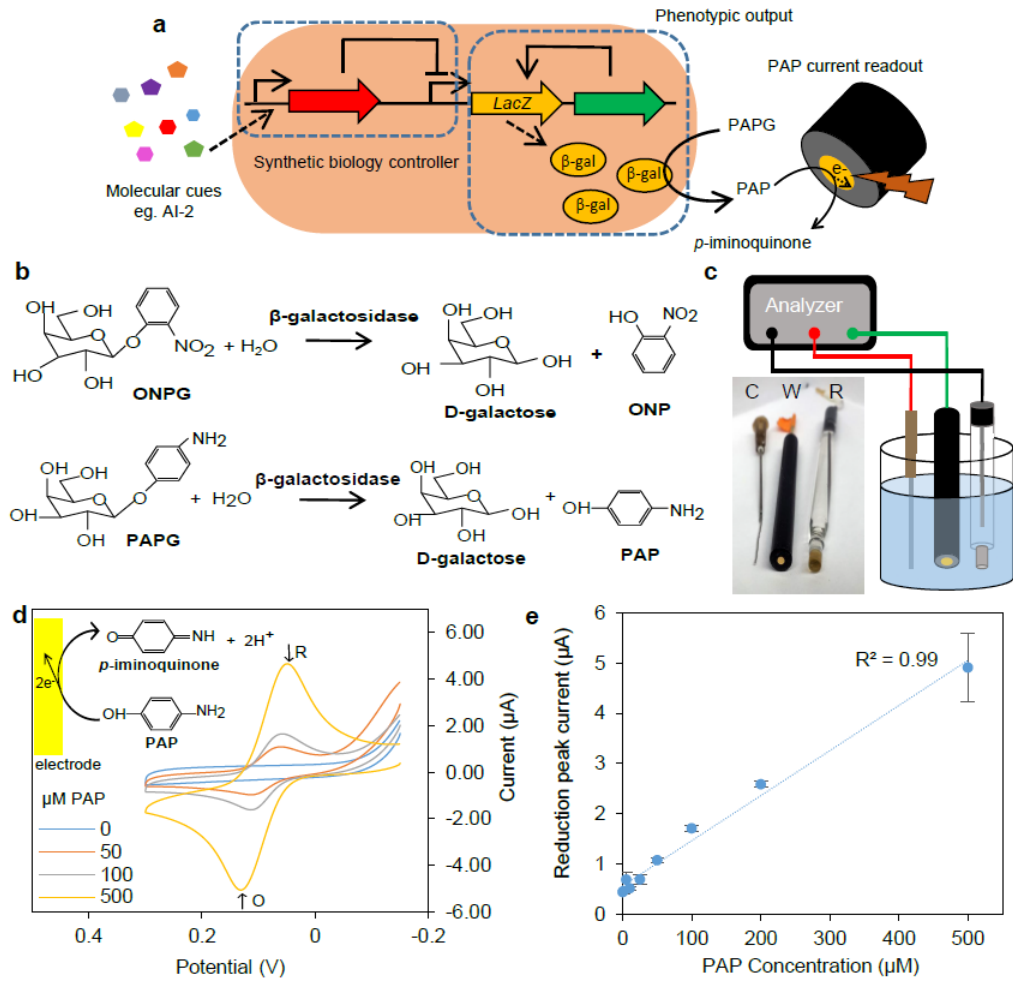 a
Phenotypic output
PAP current readout
LacZ
PAPG
Synthetic biology controller
β-gal
β-gal
β-gal
e-
PAP
Molecular cues
eg. AI-2
p-iminoquinone
b
c
OH
OH
O
O
NO₂
HO
OH
OH
+ H₂O
β-galactosidase
ONPG
OH
OH
O
OH
OH
OH
D-galactose
+
HO
NO₂
ONP
NH₂
OH
OH
O
O
OH
OH
OH
+ H2O
β-galactosidase
PAPG
OH
OH
O
OH
OH
OH
D-galactose
+
HO
NH₂
PAP
Analyzer
C W R
d
O
NH
+ 2H⁺
p-iminoquinone
2e-
OH
NH₂
PAP
electrode
µM PAP
0
50
100
500
↓R
↑O
6.00
4.00
2.00
0.00
-2.00
-4.00
-6.00
Current (µA)
0.4 0.2 0 -0.2
Potential (V)
e
R² = 0.99
6
5
4
3
2
1
0
Reduction peak current (µA)
0 100 200 300 400 500
PAP Concentration (µM)